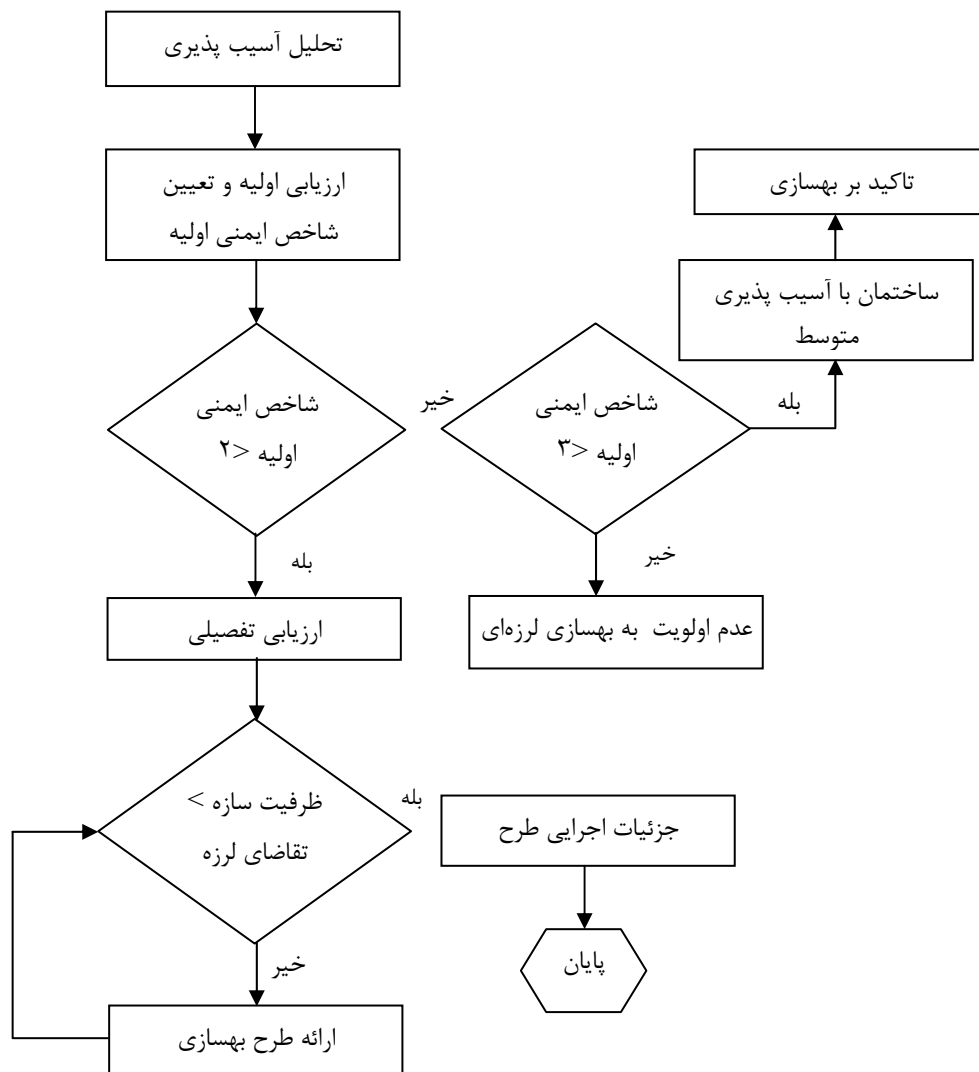 تحلیل آسیب پذیری
ارزیابی اولیه و تعیین
شاخص ایمنی اولیه
تاکید بر بهسازی
ساختمان با آسیب پذیری
متوسط
شاخص ایمنی
اولیه <۲
خیر
شاخص ایمنی
اولیه <۳
بله
بله
خیر
ارزیابی تفصیلی
عدم اولویت به بهسازی لرزه‌ای
ظرفیت سازه >
تقاضای لرزه
بله
جزئیات اجرایی طرح
خیر
پایان
ارائه طرح بهسازی